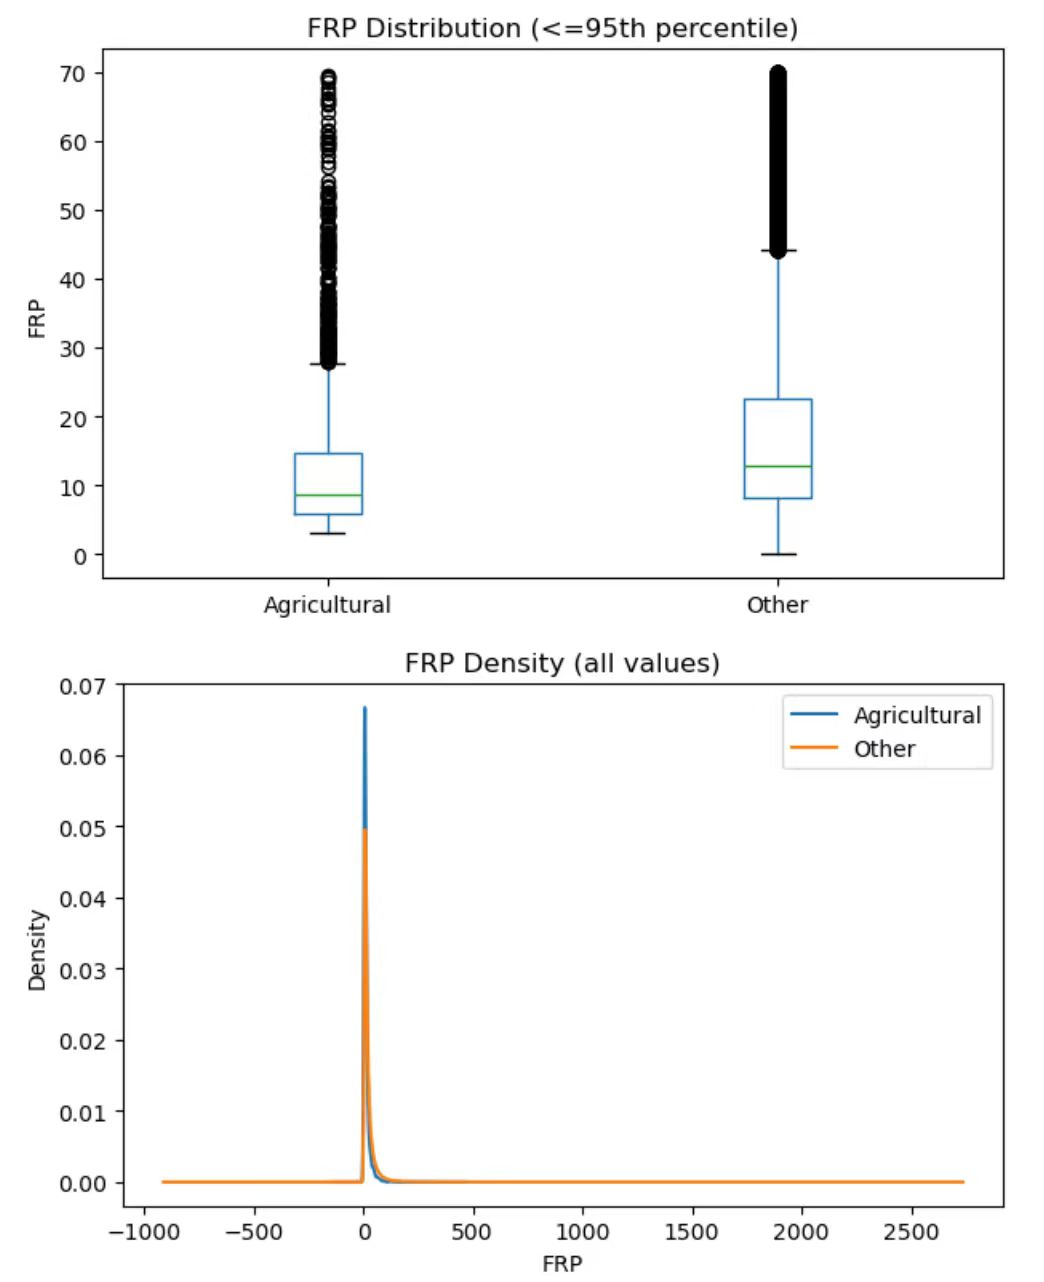 FRP Distribution (<=95th percentile)
70
60
50
40
30
20
10
0
FRP
Agricultural
Other
FRP Density (all values)
0.07
0.06
0.05
0.04
0.03
0.02
0.01
0.00
Density
Agricultural
Other
−1000
−500
0
500
1000
1500
2000
2500
FRP